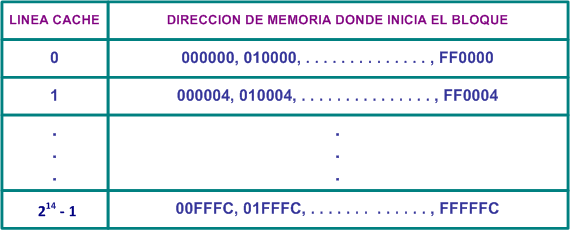 LINEA CACHE DIRECCION DE MEMORIA DONDE INICIA EL BLOQUE
0 000000, 010000, . . . . . . . . . . . . . . , FF0000
1 000004, 010004, . . . . . . . . . . . . . . . , FF0004
. .
. .
. .
2¹⁴ - 1 00FFFC, 01FFFC, . . . . . . . . . . . . . , FFFFFC